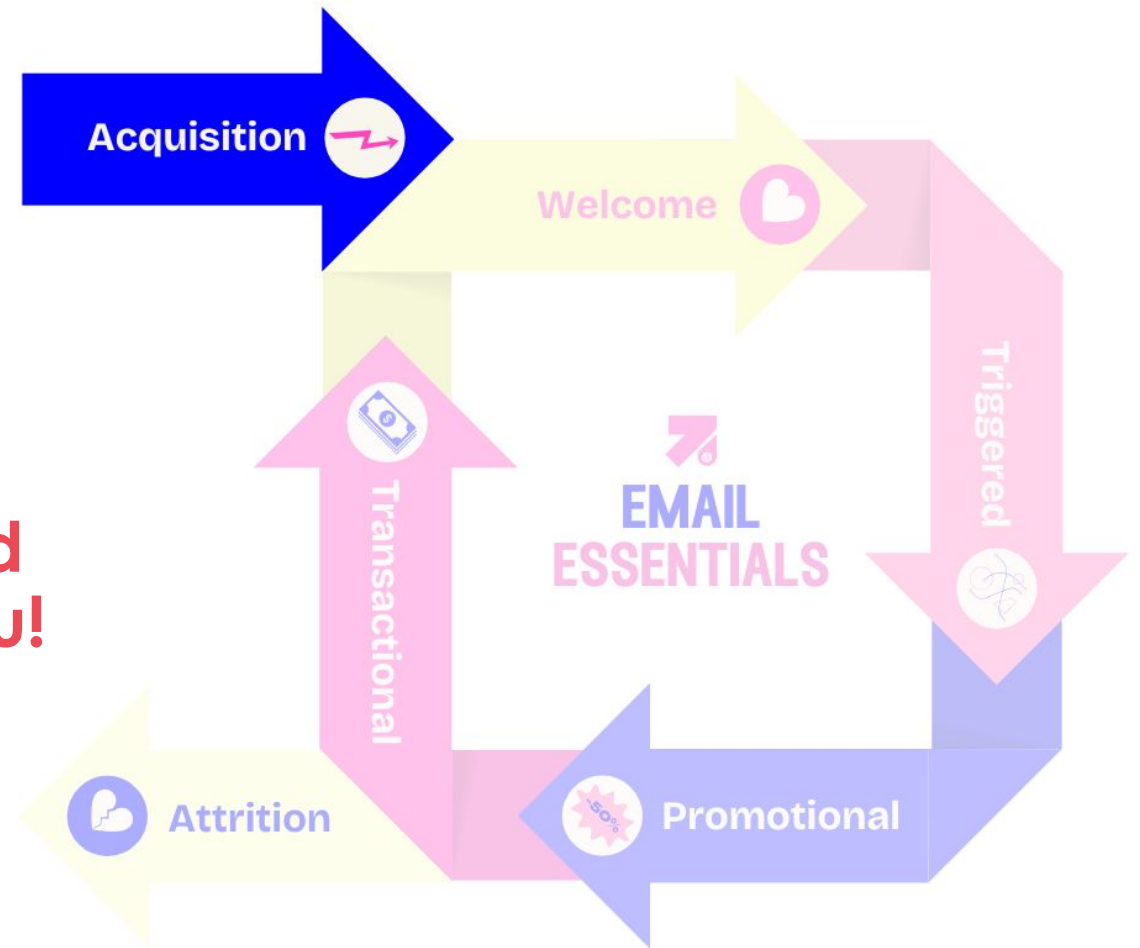 Acquisition
Welcome
Triggered
EMAIL
ESSENTIALS
Transactional
d
u!
Promotional
-50%
Attrition